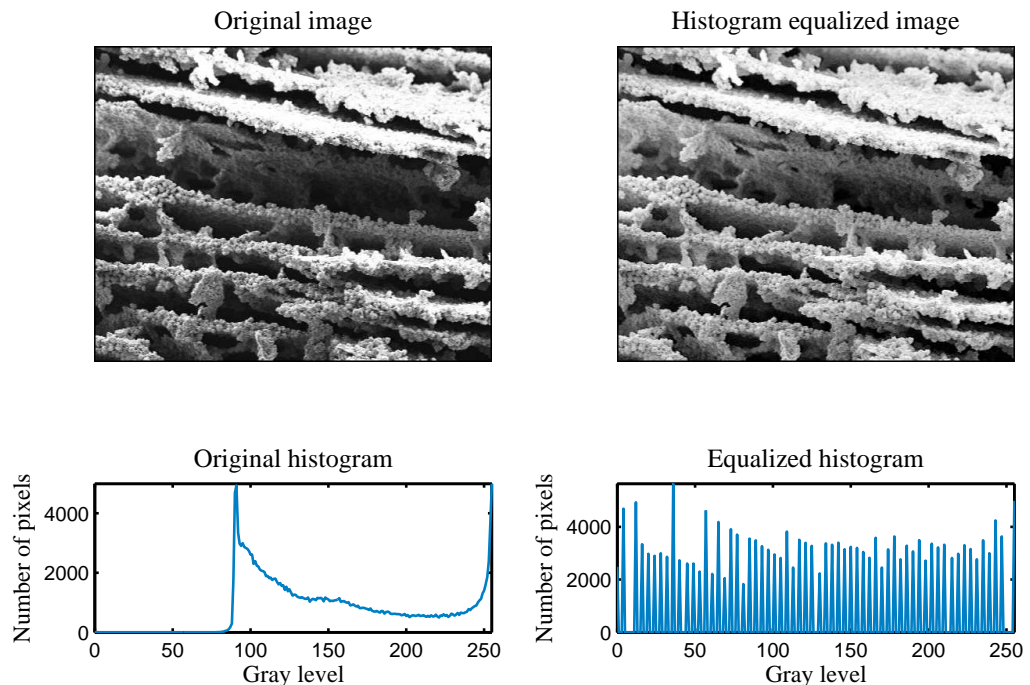 Original image
Histogram equalized image
Original histogram
Number of pixels
4000
2000
0
0 50 100 150 200 250
Gray level
Equalized histogram
Number of pixels
4000
2000
0
0 50 100 150 200 250
Gray level